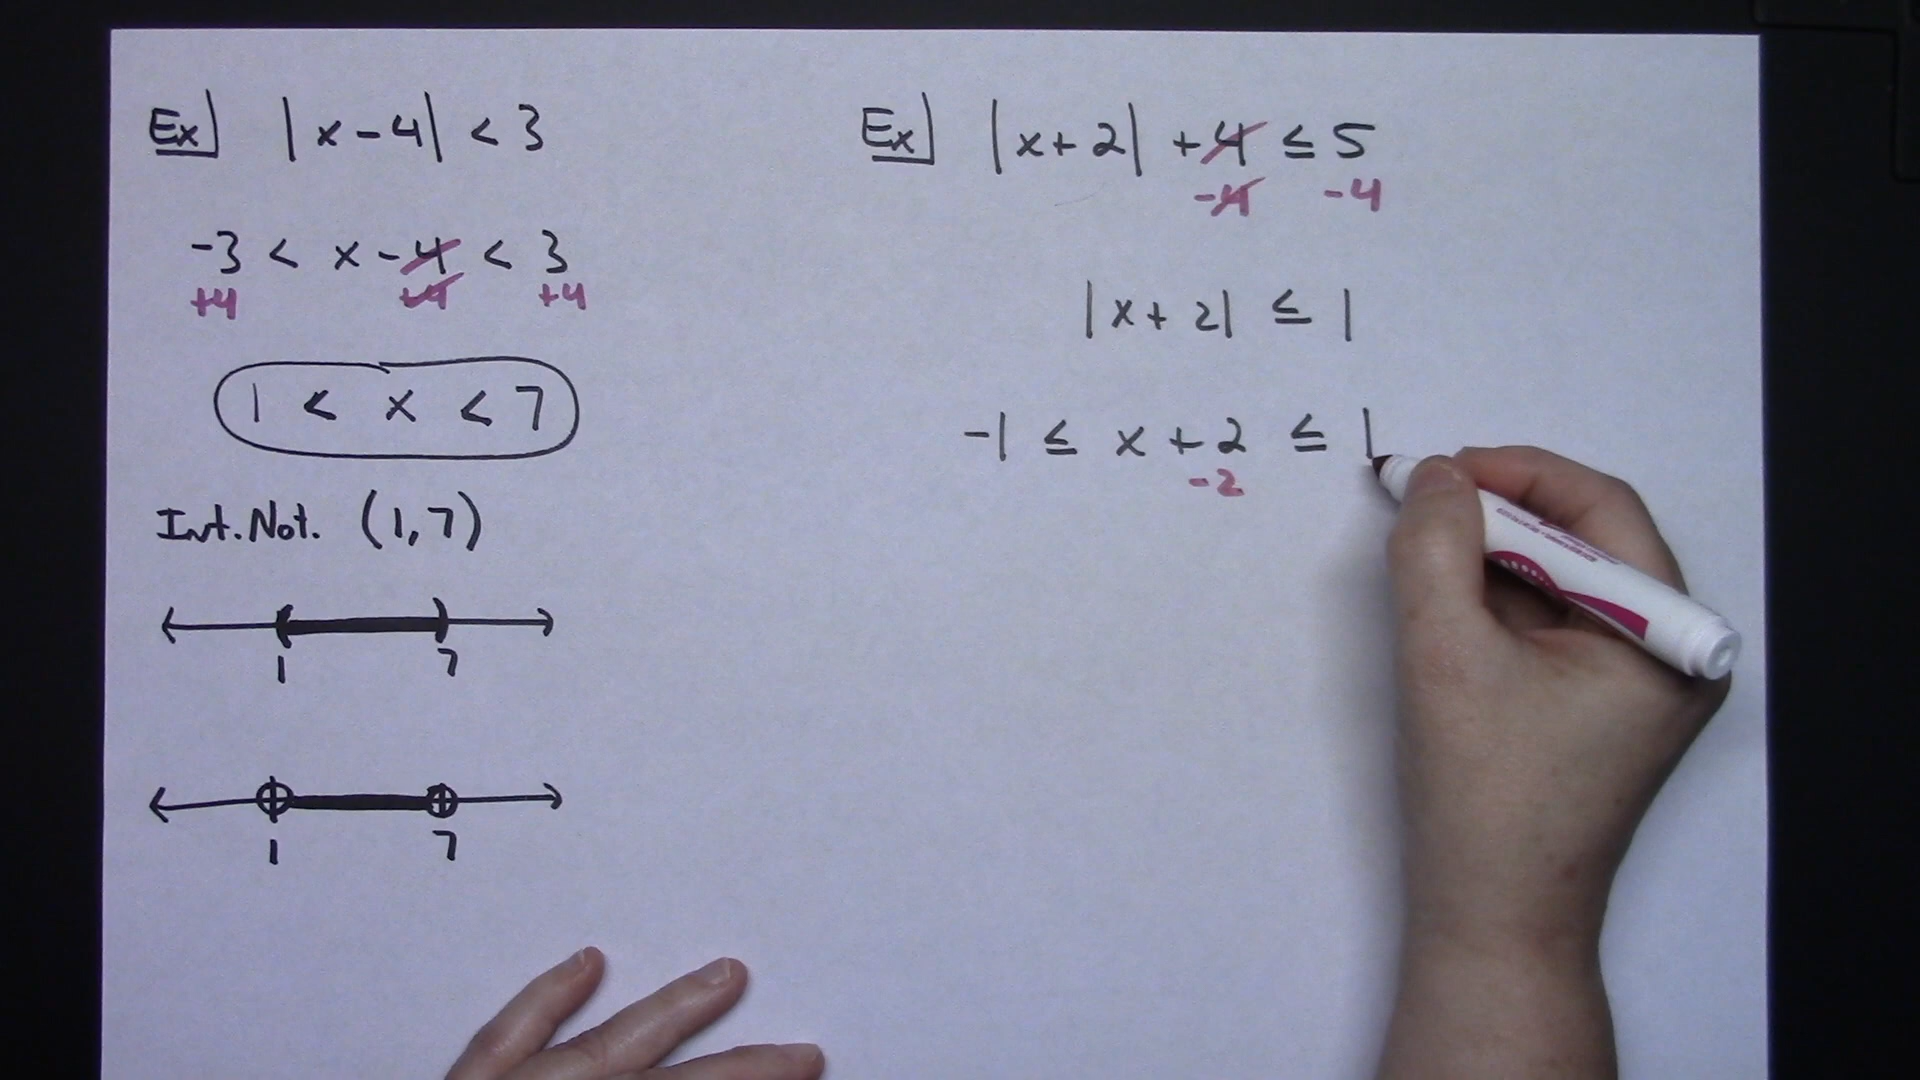 Ex] |x-4| < 3
-3 < x - 4 < 3
+4 +4 +4
1 < x < 7
Int. Not. (1,7)
1 7
1 7
Ex] |x+2| +4 ≤ 5
-4 -4
|x+2| ≤ 1
-1 ≤ x + 2 ≤ 1
-2